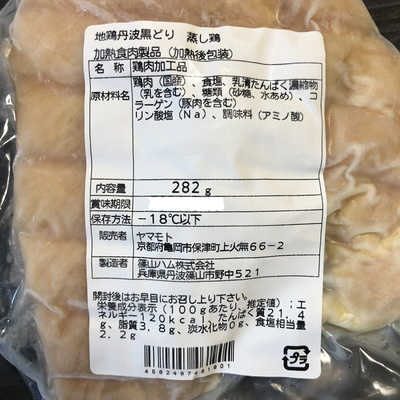 地鶏丹波黒どり 蒸し鶏
加熱食肉製品(加熱後包装)
名 称 鶏肉加工品
原材料名 鶏肉(国産)、食塩、乳清たんぱく濃縮物
(乳を含む)、糖類(砂糖、水あめ)、コ
ラーゲン(豚肉を含む)
リン酸塩(Na)、調味料(アミノ酸)
内容量 282g
賞味期限
保存方法 -18℃以下
販売者 ヤマモト
京都府亀岡市保津町上火無66-2
製造者 篠山ハム株式会社
兵庫県丹波篠山市野中521
開封後はお早目にお召し上り下さい。
栄養成分表示(100gあたり、推定値);エ
ネルギー120kcal、たんぱく質21.4
g、脂質3.8g、炭水化物0g、食塩相当量
2.2g
プラ
4562497461901